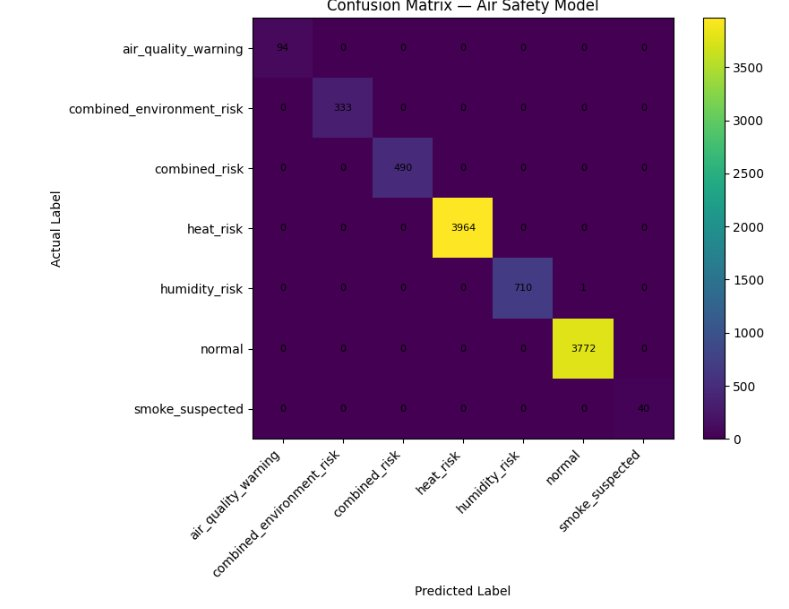 Confusion Matrix — Air Safety Model
air_quality_warning 94 0 0 0 0 0 0
combined_environment_risk 0 333 0 0 0 0 0
combined_risk 0 0 490 0 0 0 0
heat_risk 0 0 0 3964 0 0 0
humidity_risk 0 0 0 0 710 1 0
normal 0 0 0 0 0 3772 0
smoke_suspected 0 0 0 0 0 0 40
Actual Label
air_quality_warning
combined_environment_risk
combined_risk
heat_risk
humidity_risk
normal
smoke_suspected
Predicted Label
3500
3000
2500
2000
1500
1000
500
0